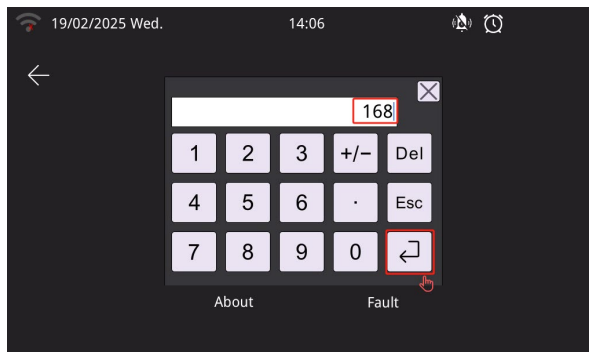 19/02/2025 Wed. 14:06
168
1 2 3 +/− Del
4 5 6 . Esc
7 8 9 0
About Fault